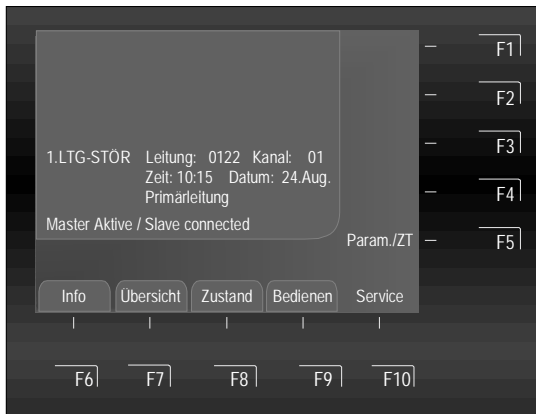 F1
F2
F3
1.LTG-STÖR Leitung: 0122 Kanal: 01
Zeit: 10:15 Datum: 24.Aug.
Primärleitung
F4
Master Aktive / Slave connected
Param./ZT F5
Info Übersicht Zustand Bedienen Service
F6 F7 F8 F9 F10